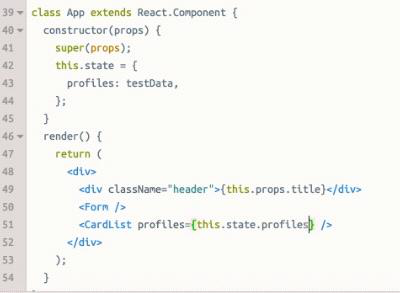 39 class App extends React.Component {
40 constructor(props) {
41 super(props);
42 this.state = {
43 profiles: testData,
44 };
45 }
46 render() {
47 return (
48 <div>
49 <div className="header">{this.props.title}</div>
50 <Form />
51 <CardList profiles={this.state.profiles} />
52 </div>
53 );
54 }